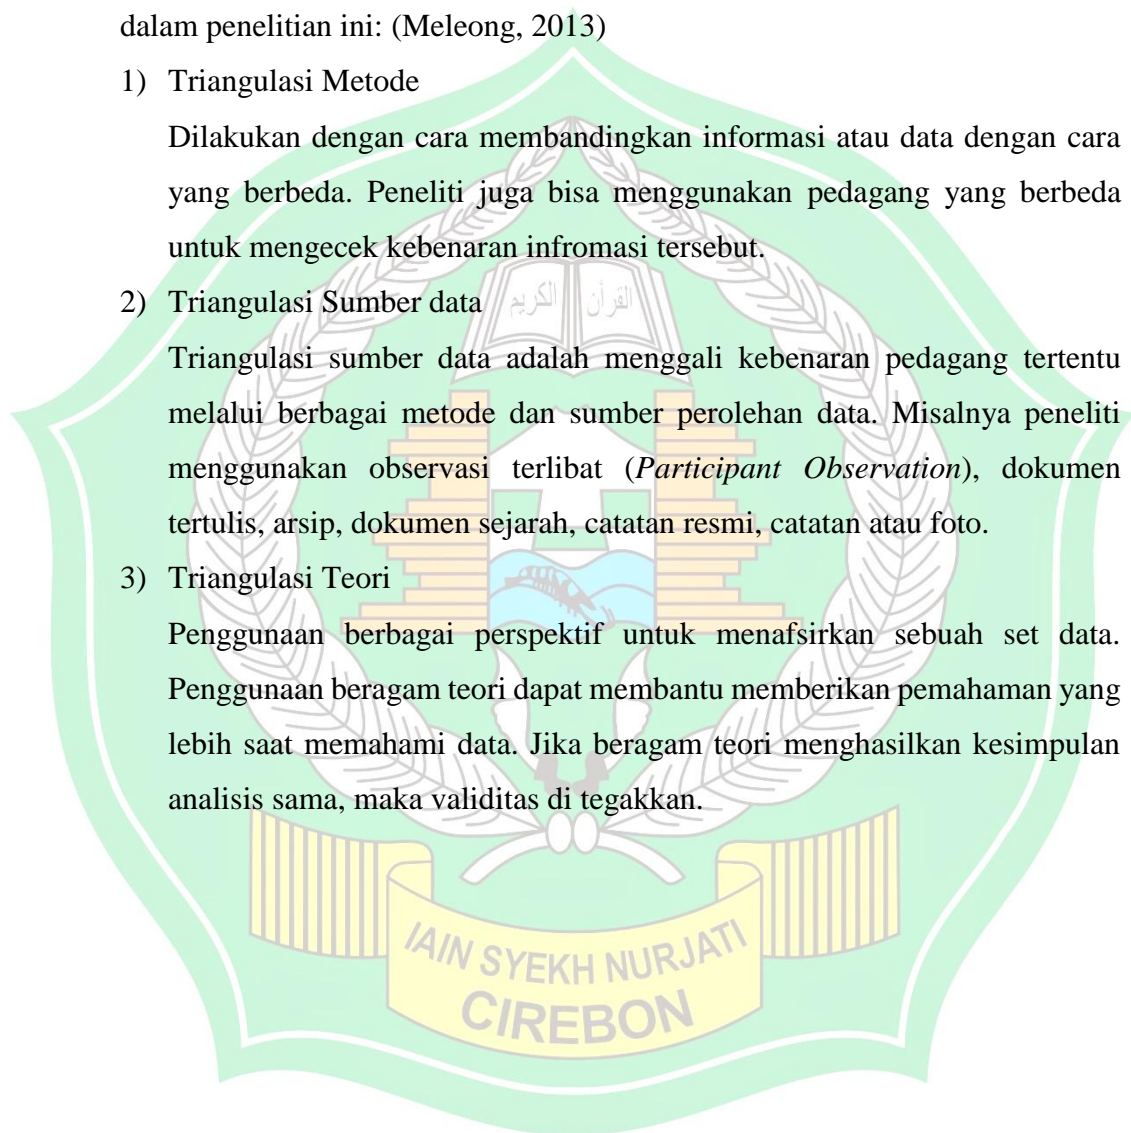 dalam penelitian ini: (Meleong, 2013)
1) Triangulasi Metode
Dilakukan dengan cara membandingkan informasi atau data dengan cara
yang berbeda. Peneliti juga bisa menggunakan pedagang yang berbeda
untuk mengecek kebenaran infromasi tersebut.
القرآن الكريم
2) Triangulasi Sumber data
Triangulasi sumber data adalah menggali kebenaran pedagang tertentu
melalui berbagai metode dan sumber perolehan data. Misalnya peneliti
menggunakan observasi terlibat (Participant Observation), dokumen
tertulis, arsip, dokumen sejarah, catatan resmi, catatan atau foto.
3) Triangulasi Teori
Penggunaan berbagai perspektif untuk menafsirkan sebuah set data.
Penggunaan beragam teori dapat membantu memberikan pemahaman yang
lebih saat memahami data. Jika beragam teori menghasilkan kesimpulan
analisis sama, maka validitas di tegakkan.
IAIN SYEKH NURJATI
CIREBON